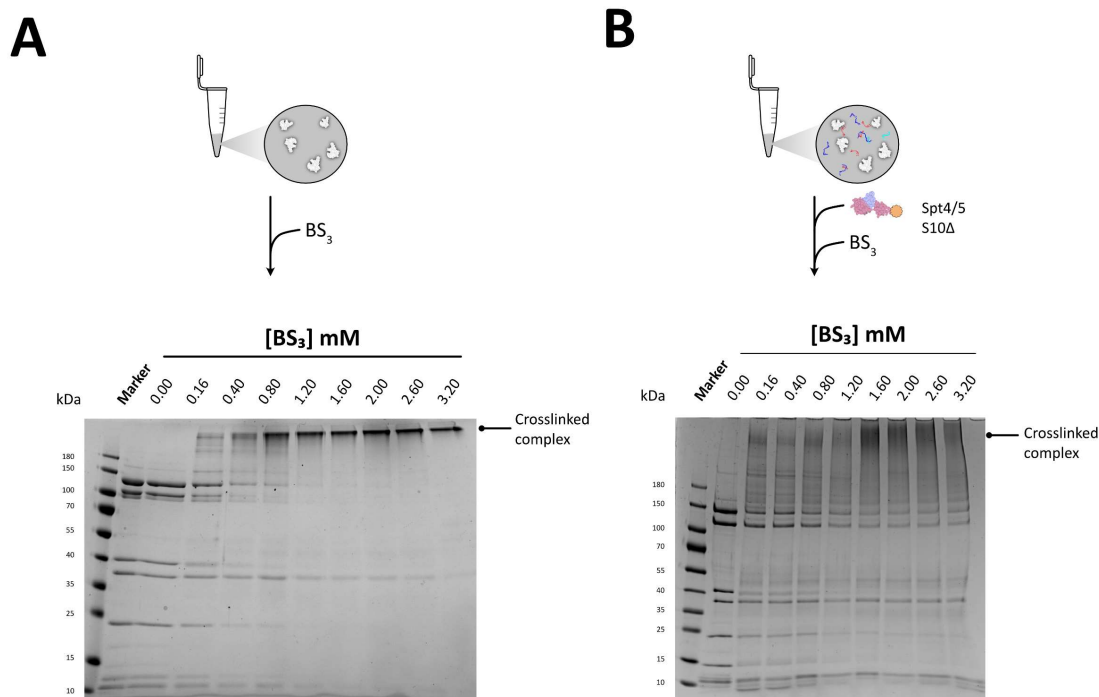 A
BS3
[BS₃] mM
kDa
Marker
0.00
0.16
0.40
0.80
1.20
1.60
2.00
2.60
3.20
180
150
100
70
55
40
35
25
15
10
Crosslinked
complex
B
Spt4/5
S10Δ
BS3
[BS₃] mM
kDa
Marker
0.00
0.16
0.40
0.80
1.20
1.60
2.00
2.60
3.20
180
150
100
70
55
40
35
25
15
10
Crosslinked
complex